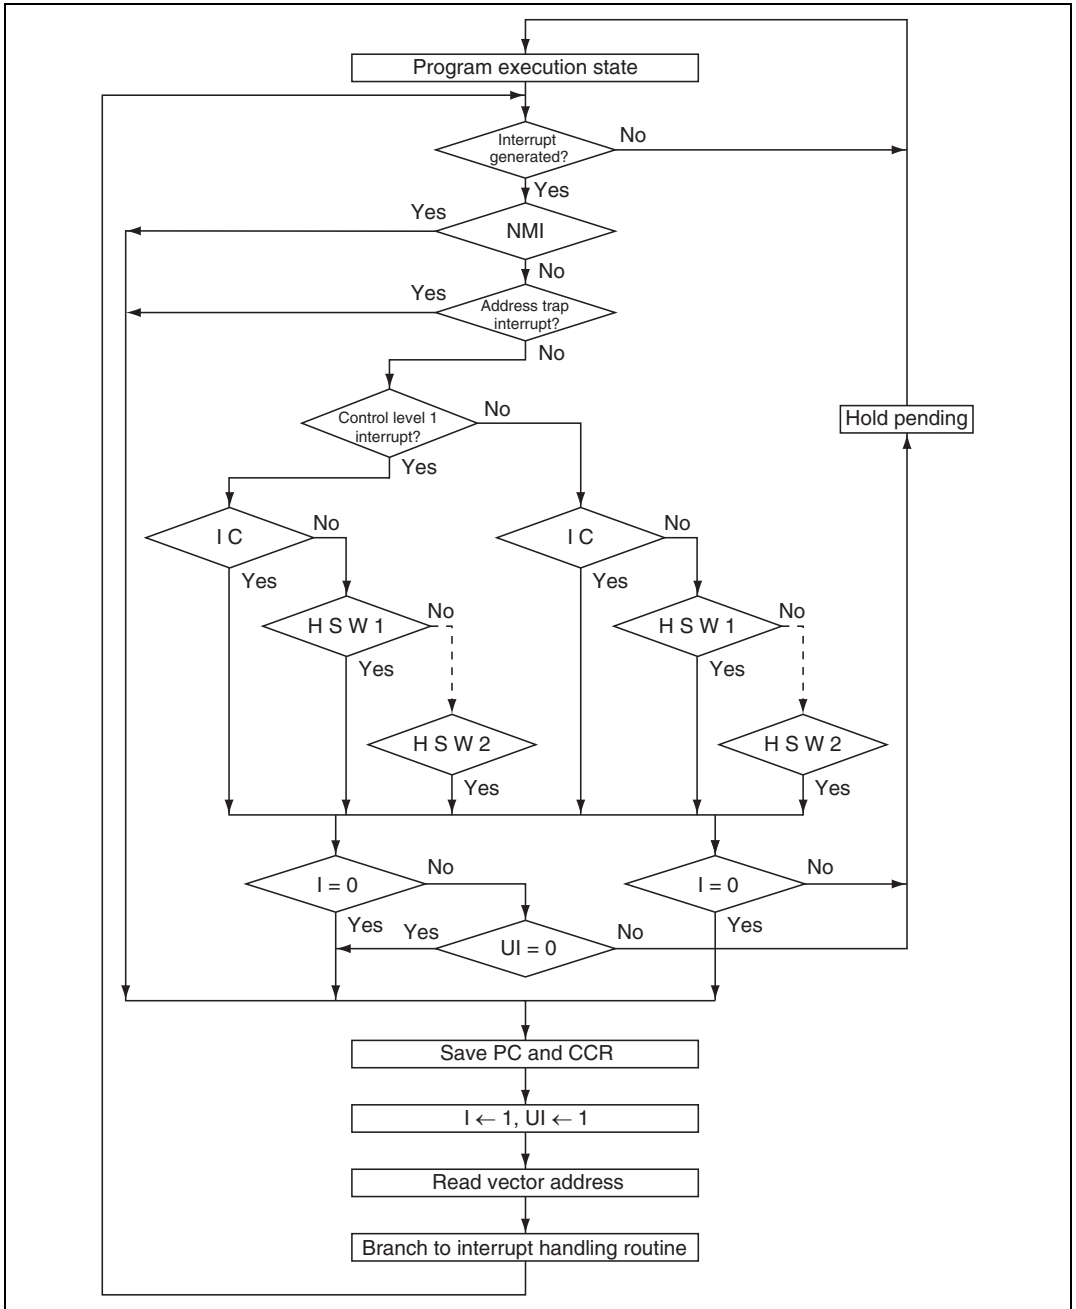 Program execution state
Interrupt
generated?
No
Yes
Yes
NMI
No
Yes
Address trap
interrupt?
No
Control level 1
interrupt?
No
Hold pending
Yes
I C
No
I C
No
Yes
Yes
H S W 1
No
H S W 1
No
Yes
Yes
H S W 2
H S W 2
Yes
Yes
I = 0
No
I = 0
No
Yes
Yes
Yes
UI = 0
No
Save PC and CCR
I ← 1, UI ← 1
Read vector address
Branch to interrupt handling routine